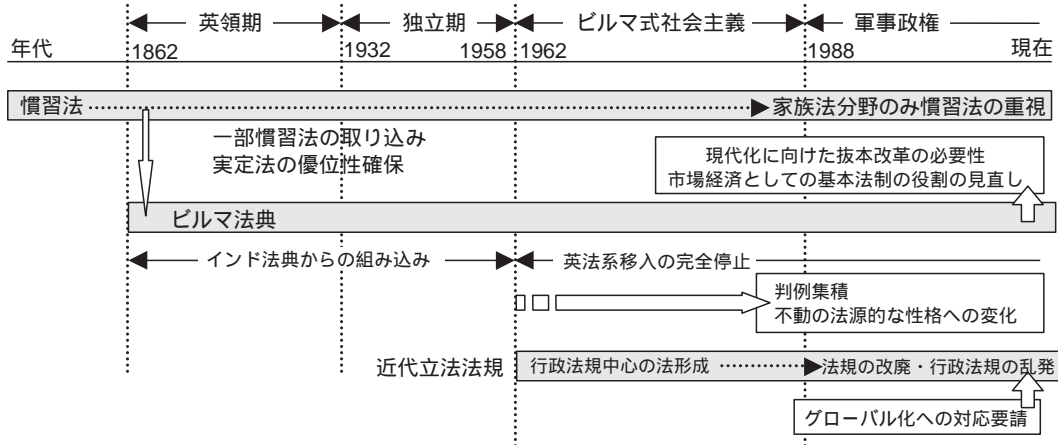 英領期
独立期
ビルマ式社会主義
軍事政権
年代
1862
1932
1958
1962
1988
現在
慣習法
家族法分野のみ慣習法の重視
一部慣習法の取り込み
実定法の優位性確保
現代化に向けた抜本改革の必要性
市場経済としての基本法制の役割の見直し
ビルマ法典
インド法典からの組み込み
英法系移入の完全停止
判例集積
不動の法源的な性格への変化
近代立法法規
行政法規中心の法形成
法規の改廃・行政法規の乱発
グローバル化への対応要請